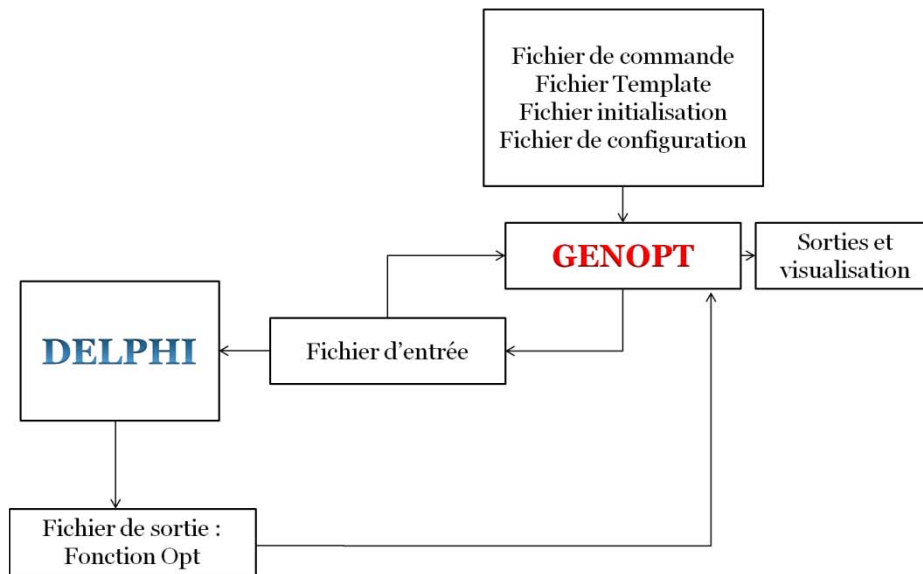 Fichier de commande
Fichier Template
Fichier initialisation
Fichier de configuration
GENOPT
Sorties et
visualisation
DELPHI
Fichier d'entrée
Fichier de sortie :
Fonction Opt